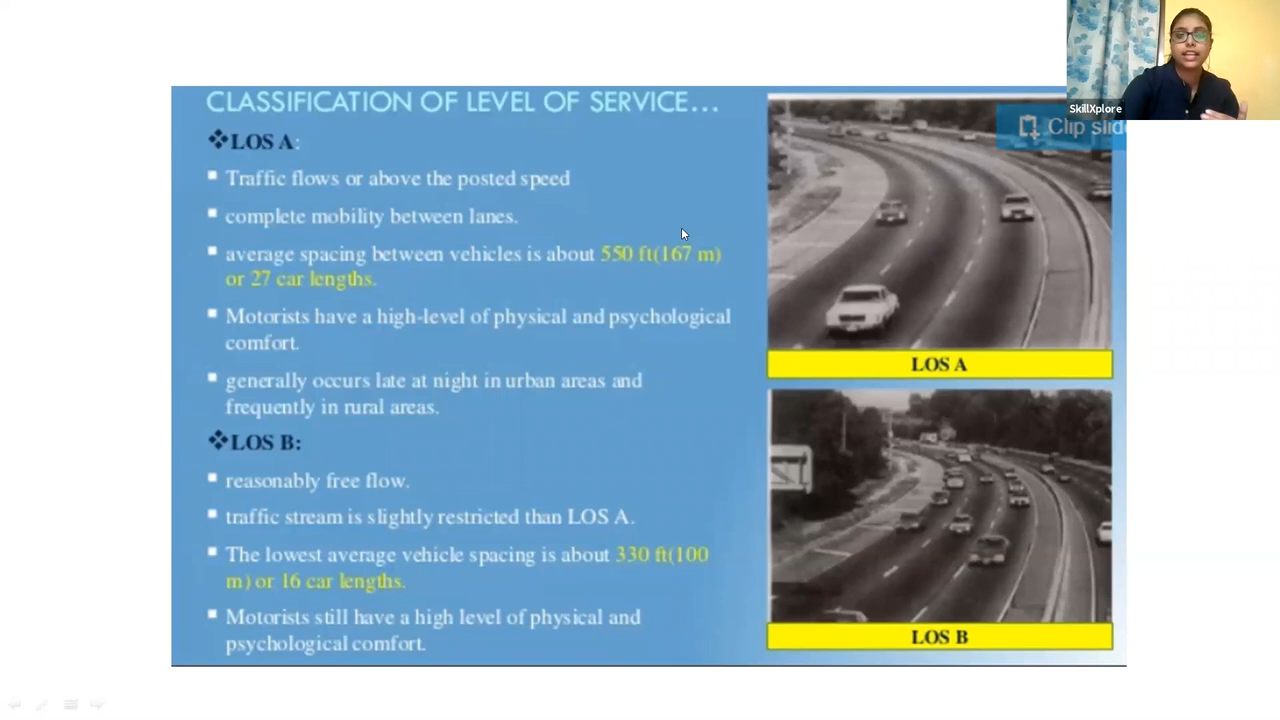 SkillXplore
CLASSIFICATION OF LEVEL OF SERVICE…
❖LOS A:
▪ Traffic flows or above the posted speed
▪ complete mobility between lanes.
▪ average spacing between vehicles is about 550 ft(167 m)
or 27 car lengths.
▪ Motorists have a high-level of physical and psychological
comfort.
▪ generally occurs late at night in urban areas and
frequently in rural areas.
❖LOS B:
▪ reasonably free flow.
▪ traffic stream is slightly restricted than LOS A.
▪ The lowest average vehicle spacing is about 330 ft(100
m) or 16 car lengths.
▪ Motorists still have a high level of physical and
psychological comfort.
Clip slide
LOS A
LOS B